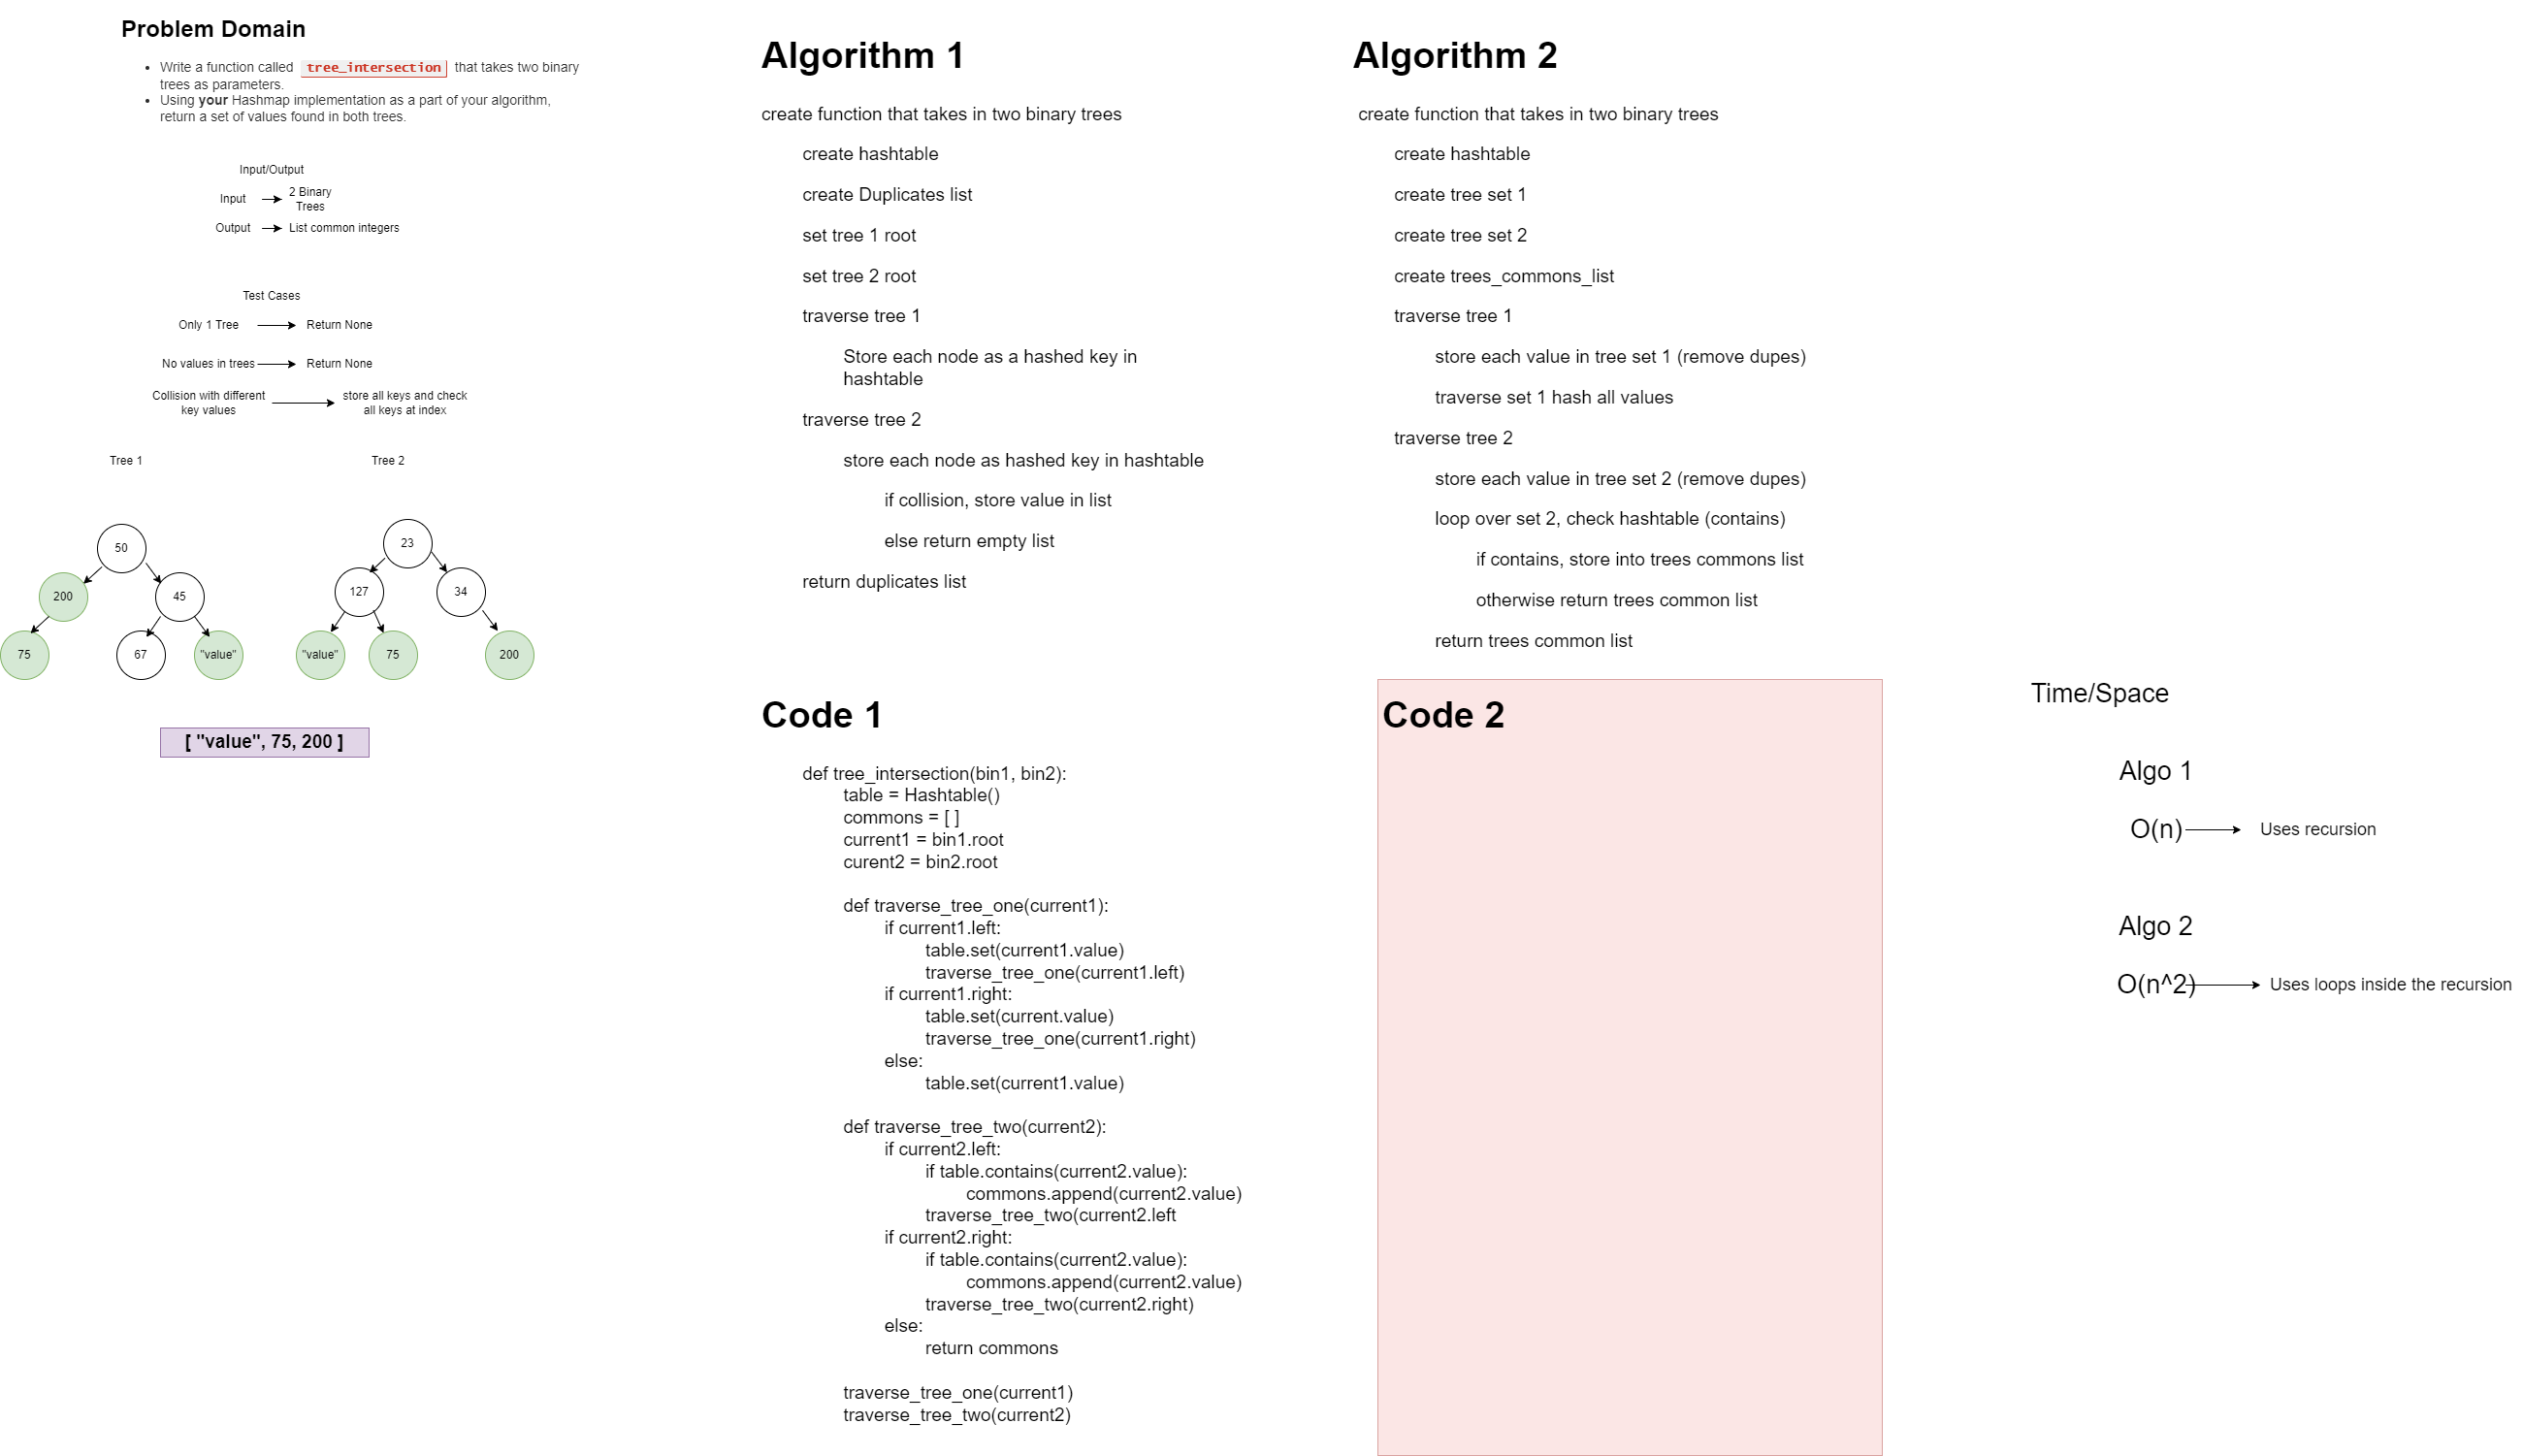 Problem Domain
• Write a function called tree_intersection that takes two binary
trees as parameters.
• Using your Hashmap implementation as a part of your algorithm,
return a set of values found in both trees.
Input/Output
Input
2 Binary
Trees
Output
List common integers
Test Cases
Only 1 Tree
Return None
No values in trees
Return None
Collision with different
key values
store all keys and check
all keys at index
Tree 1
Tree 2
50
200
45
75
67
"value"
23
127
34
"value"
75
200
[ "value", 75, 200 ]
Algorithm 1
create function that takes in two binary trees
create hashtable
create Duplicates list
set tree 1 root
set tree 2 root
traverse tree 1
Store each node as a hashed key in
hashtable
traverse tree 2
store each node as hashed key in hashtable
if collision, store value in list
else return empty list
return duplicates list
Algorithm 2
create function that takes in two binary trees
create hashtable
create tree set 1
create tree set 2
create trees_commons_list
traverse tree 1
store each value in tree set 1 (remove dupes)
traverse set 1 hash all values
traverse tree 2
store each value in tree set 2 (remove dupes)
loop over set 2, check hashtable (contains)
if contains, store into trees commons list
otherwise return trees common list
return trees common list
Code 1
def tree_intersection(bin1, bin2):
table = Hashtable()
commons = [ ]
current1 = bin1.root
curent2 = bin2.root
def traverse_tree_one(current1):
if current1.left:
table.set(current1.value)
traverse_tree_one(current1.left)
if current1.right:
table.set(current.value)
traverse_tree_one(current1.right)
else:
table.set(current1.value)
def traverse_tree_two(current2):
if current2.left:
if table.contains(current2.value):
commons.append(current2.value)
traverse_tree_two(current2.left
if current2.right:
if table.contains(current2.value):
commons.append(current2.value)
traverse_tree_two(current2.right)
else:
return commons
traverse_tree_one(current1)
traverse_tree_two(current2)
Code 2
Time/Space
Algo 1
O(n)
Uses recursion
Algo 2
O(n^2)
Uses loops inside the recursion